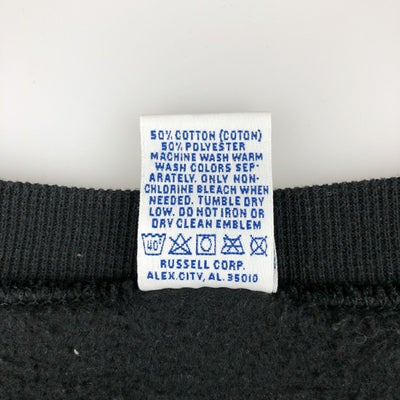 50% COTTON (COTON)
50% POLYESTER
MACHINE WASH WARM
WASH COLORS SEP-
ARATELY. ONLY NON-
CHLORINE BLEACH WHEN
NEEDED. TUMBLE DRY
LOW. DO NOT IRON OR
DRY CLEAN EMBLEM
40°
RUSSELL CORP.
ALEX.CITY, AL. 35010